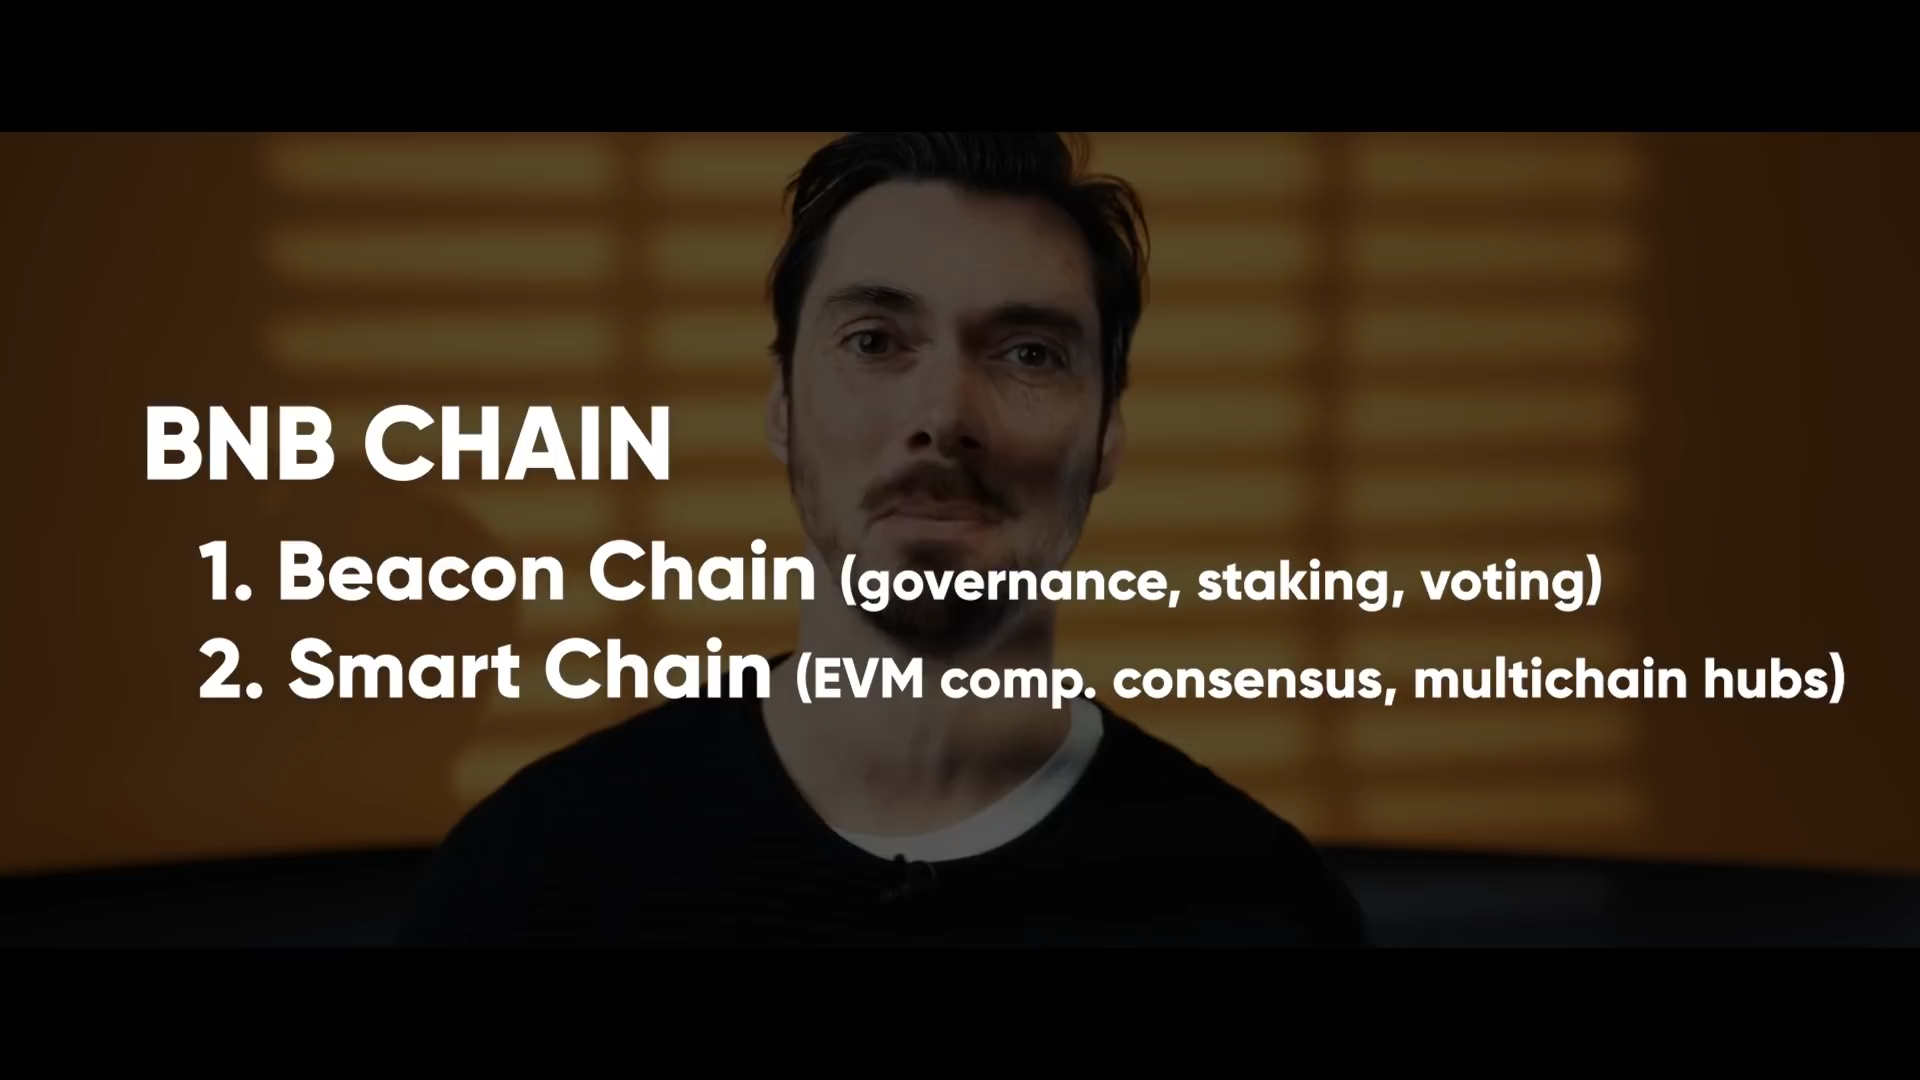 BNB CHAIN
1. Beacon Chain (governance, staking, voting)
2. Smart Chain (EVM comp. consensus, multichain hubs)